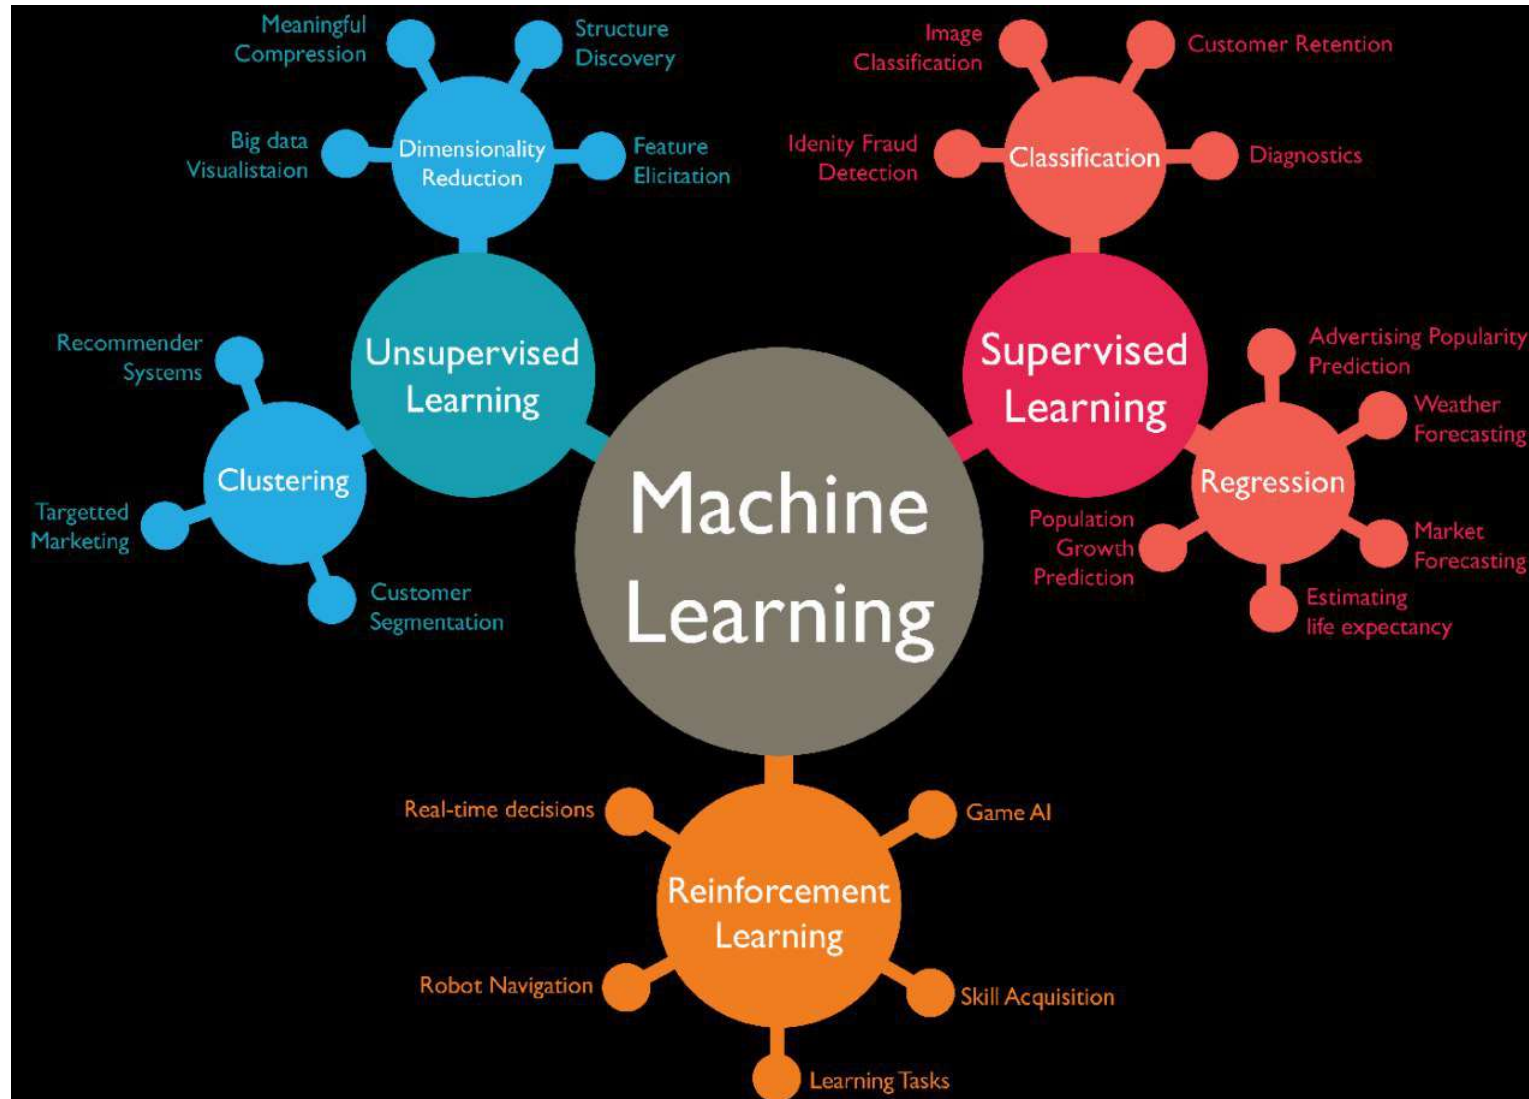 Meaningful
Compression
Structure
Discovery
Big data
Visualistaion
Dimensionality
Reduction
Feature
Elicitation
Image
Classification
Customer Retention
Idenity Fraud
Detection
Classification
Diagnostics
Recommender
Systems
Unsupervised
Learning
Clustering
Targetted
Marketing
Customer
Segmentation
Machine
Learning
Supervised
Learning
Advertising Popularity
Prediction
Weather
Forecasting
Regression
Population
Growth
Prediction
Market
Forecasting
Estimating
life expectancy
Real-time decisions
Game AI
Reinforcement
Learning
Robot Navigation
Skill Acquisition
Learning Tasks